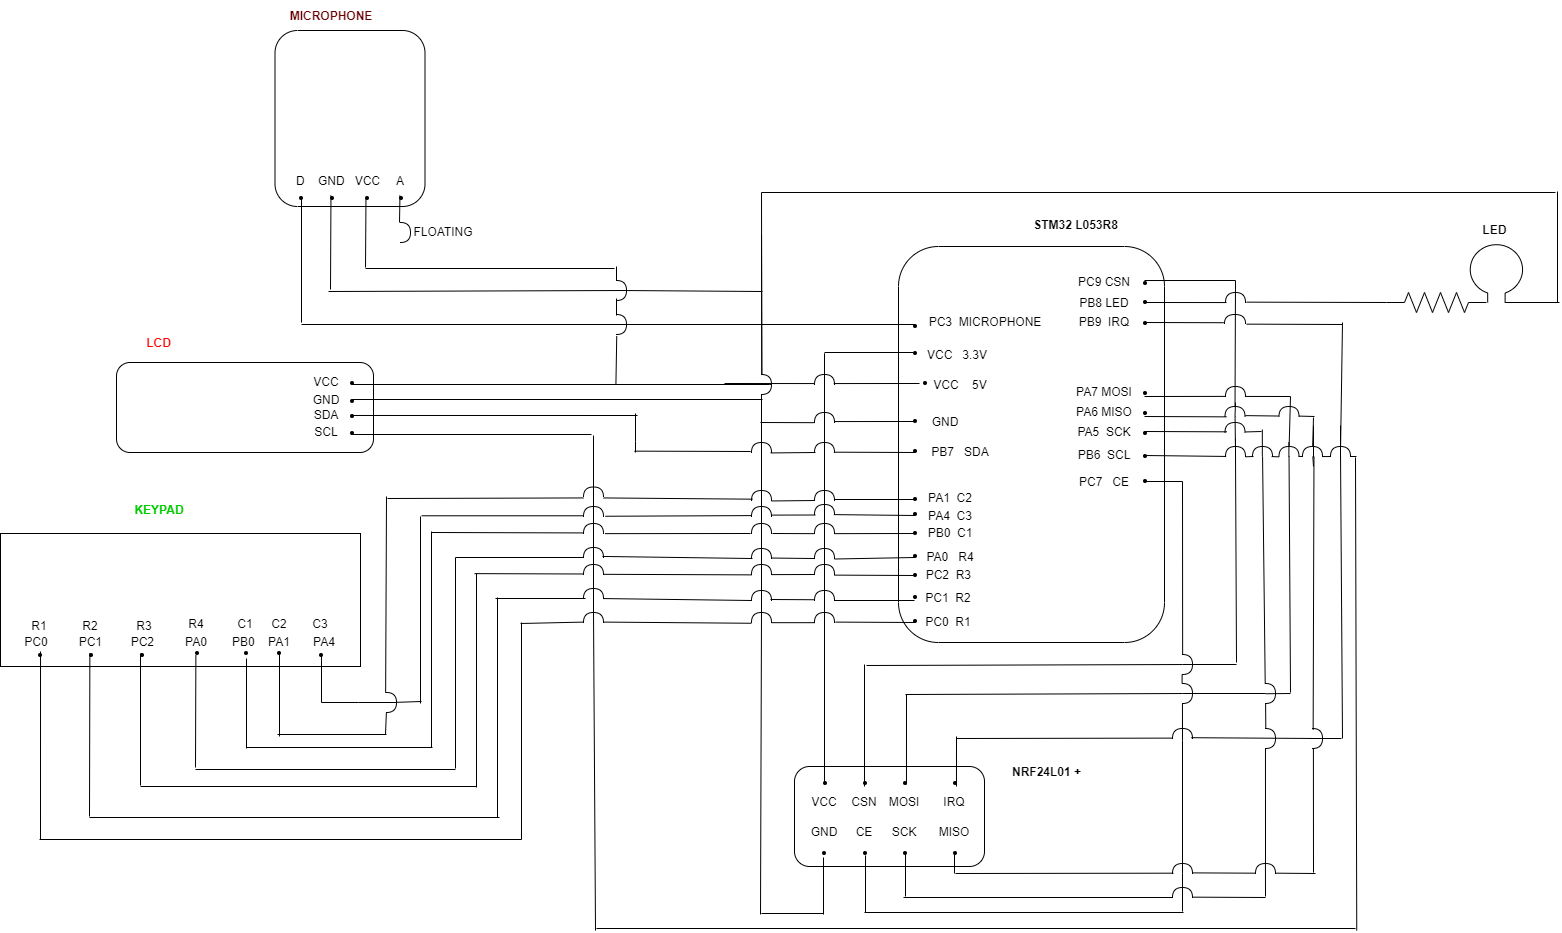 MICROPHONE
D GND VCC A
FLOATING
STM32 L053R8
LED
PC9 CSN
PB8 LED
PC3 MICROPHONE
PB9 IRQ
LCD
VCC 3.3V
VCC
VCC 5V
PA7 MOSI
GND
SDA
PA6 MISO
GND
SCL
PA5 SCK
PB7 SDA
PB6 SCL
PC7 CE
KEYPAD
PA1 C2
PA4 C3
PB0 C1
PA0 R4
PC2 R3
PC1 R2
PC0 R1
R1 R2 R3 R4 C1 C2 C3
PC0 PC1 PC2 PA0 PB0 PA1 PA4
NRF24L01 +
VCC CSN MOSI IRQ
GND CE SCK MISO